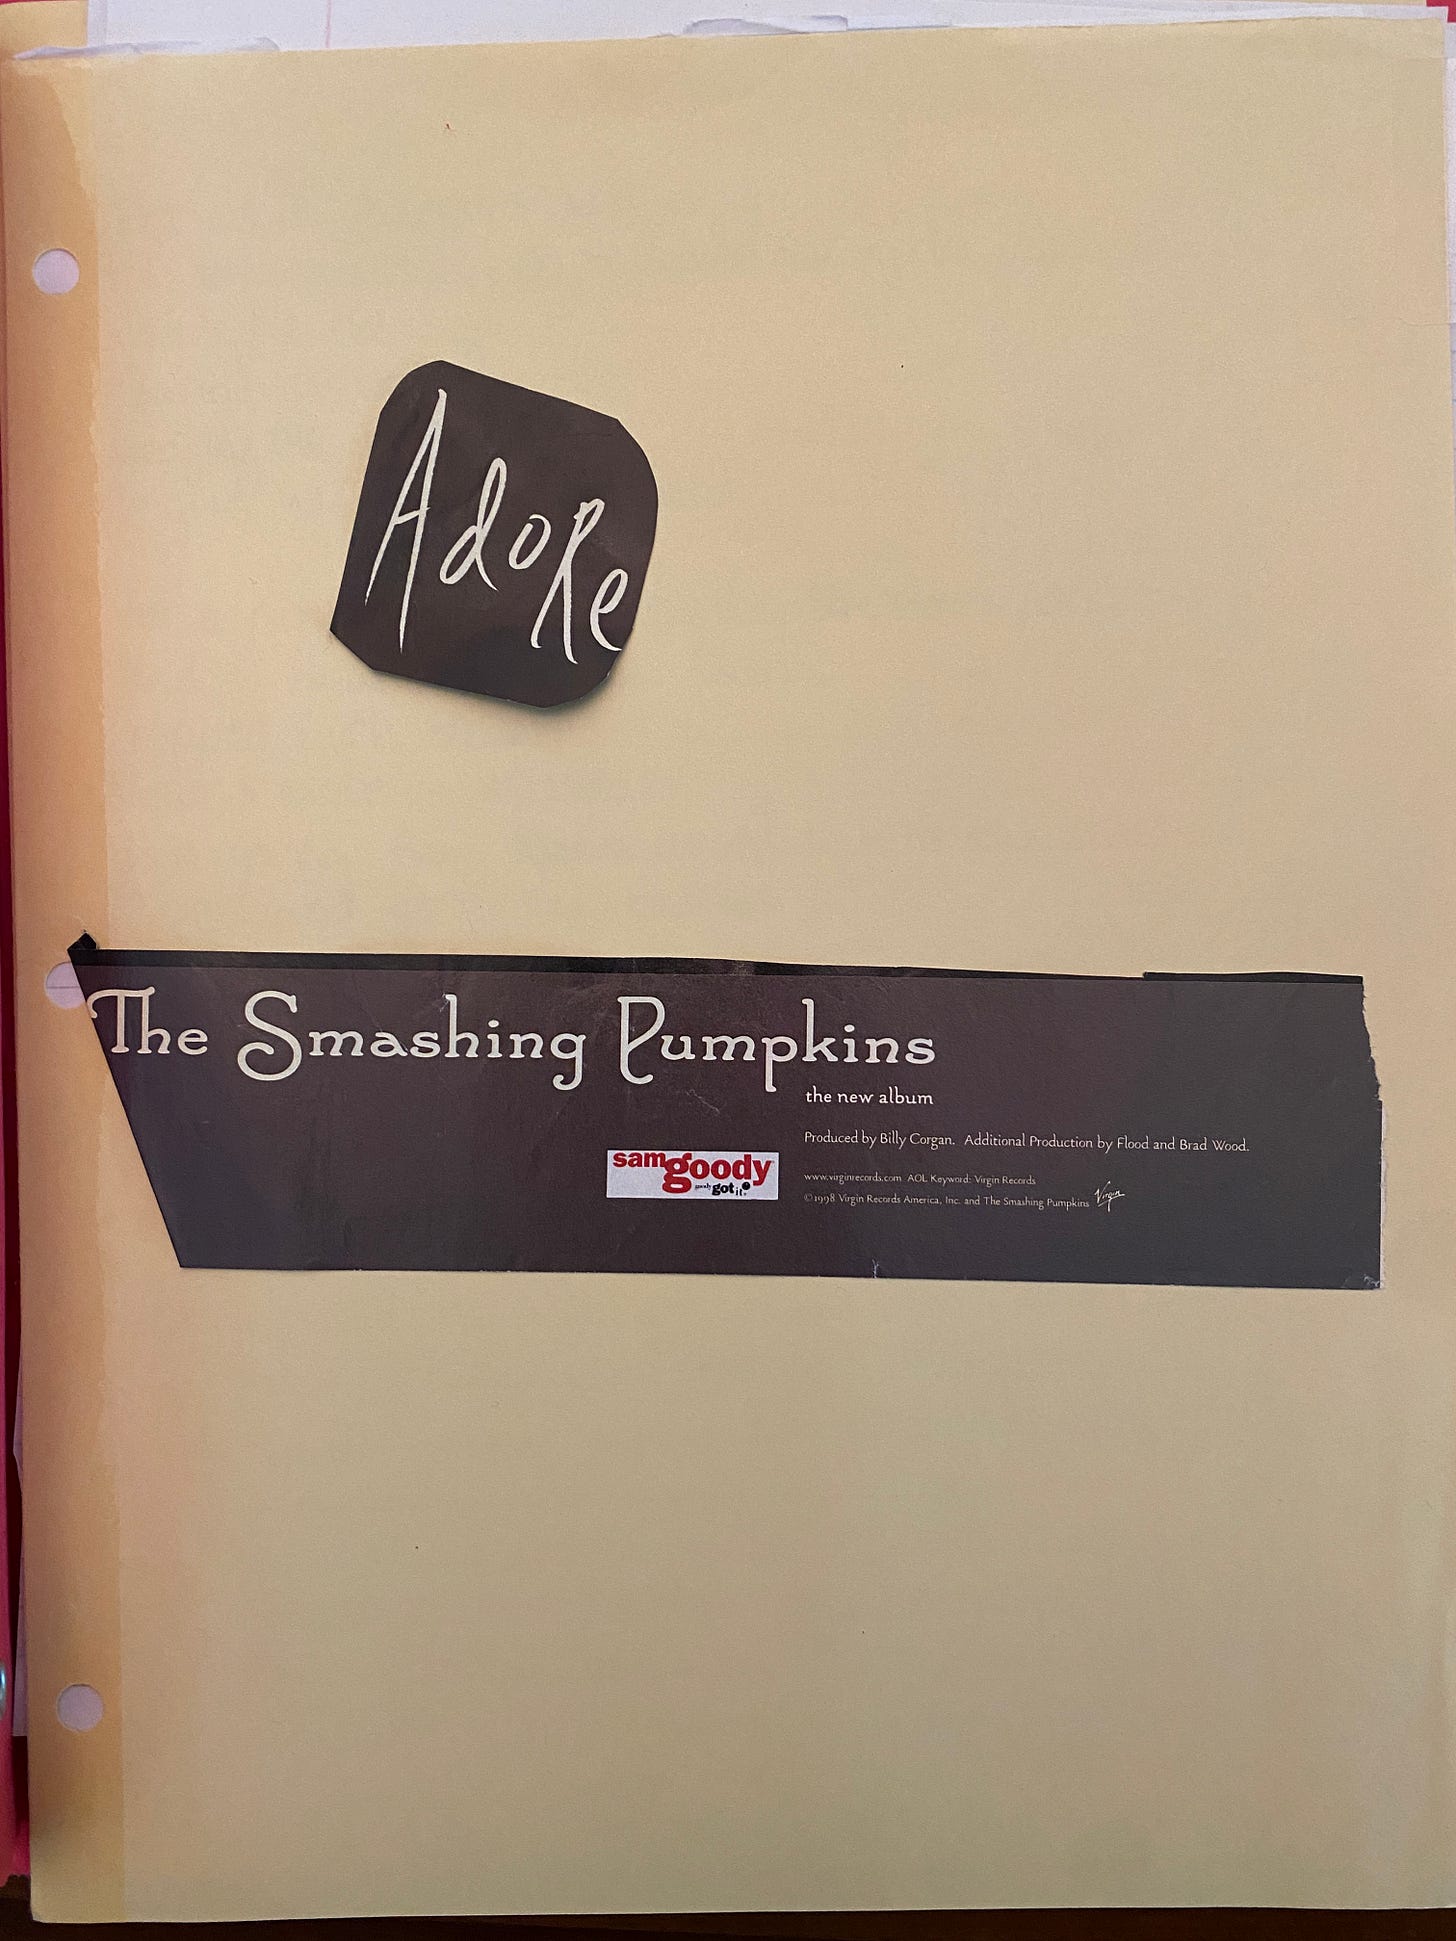 AdoRe
The Smashing Pumpkins
the new album
Produced by Billy Corgan. Additional Production by Flood and Brad Wood.
samgoody
goody got it.
www.virginrecords.com AOL Keyword: Virgin Records
©1998 Virgin Records America, Inc. and The Smashing Pumpkins Virgin